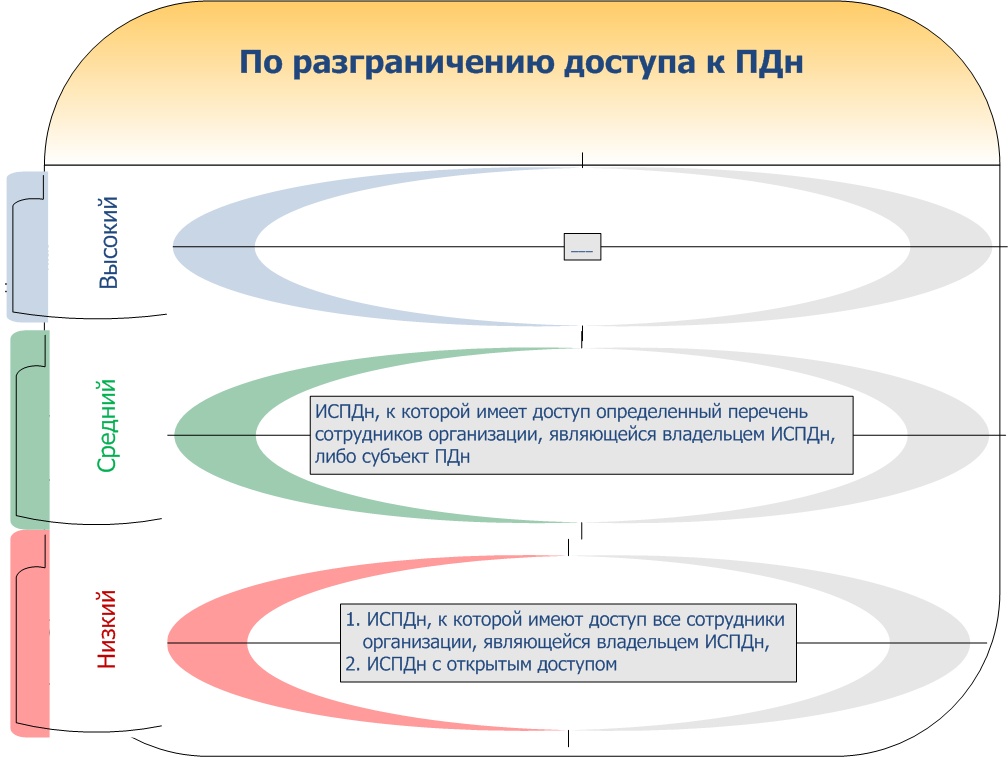 По разграничению доступа к ПДн
Высокий
___
Средний
ИСПДн, к которой имеет доступ определенный перечень
сотрудников организации, являющейся владельцем ИСПДн,
либо субъект ПДн
Низкий
1. ИСПДн, к которой имеют доступ все сотрудники
организации, являющейся владельцем ИСПДн,
2. ИСПДн с открытым доступом